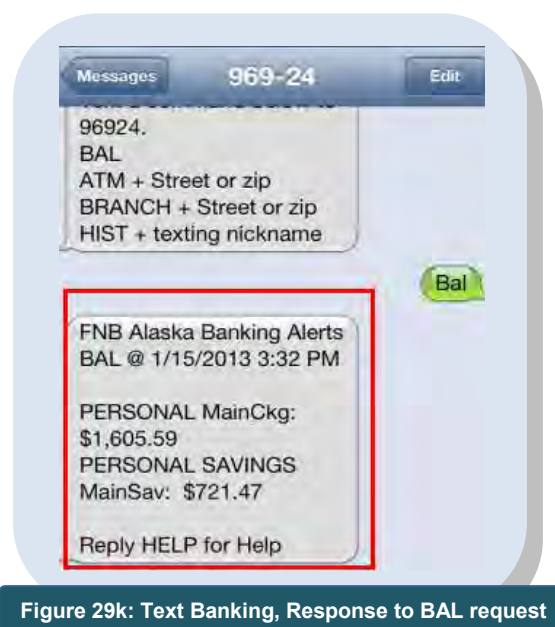 Messages
969-24
Edit
96924.
BAL
ATM + Street or zip
BRANCH + Street or zip
HIST + texting nickname
Bal
FNB Alaska Banking Alerts
BAL @ 1/15/2013 3:32 PM
PERSONAL MainCkg:
$1,605.59
PERSONAL SAVINGS
MainSav: $721.47
Reply HELP for Help
Figure 29k: Text Banking, Response to BAL request